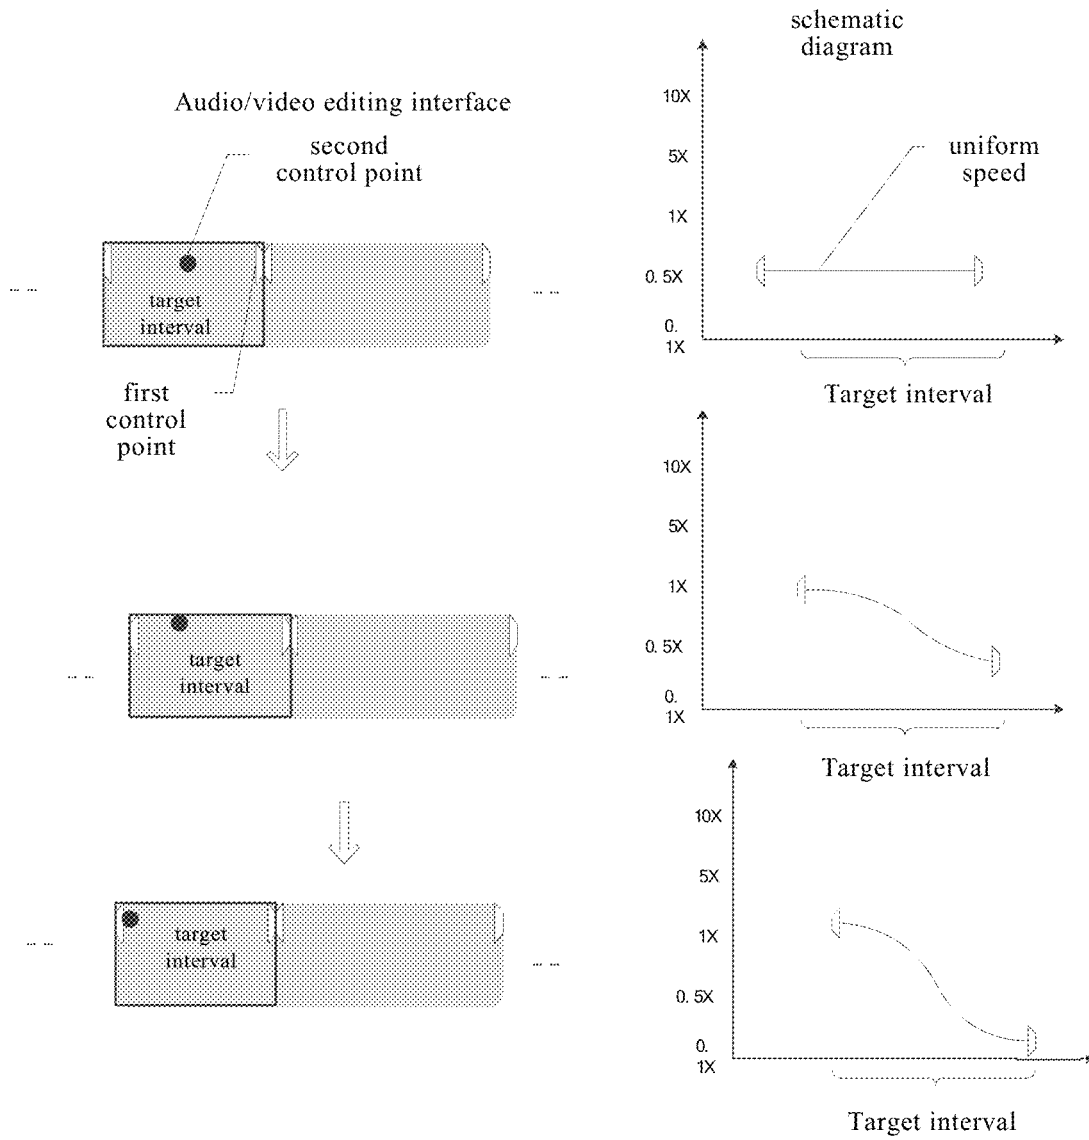 schematic
diagram
Audio/video editing interface
second
control point
target
interval
first
control
point
10X
5X
1X
0. 5X
0.
1X
uniform
speed
Target interval
target
interval
10X
5X
1X
0. 5X
0.
1X
Target interval
target
interval
10X
5X
1X
0. 5X
0.
1X
Target interval